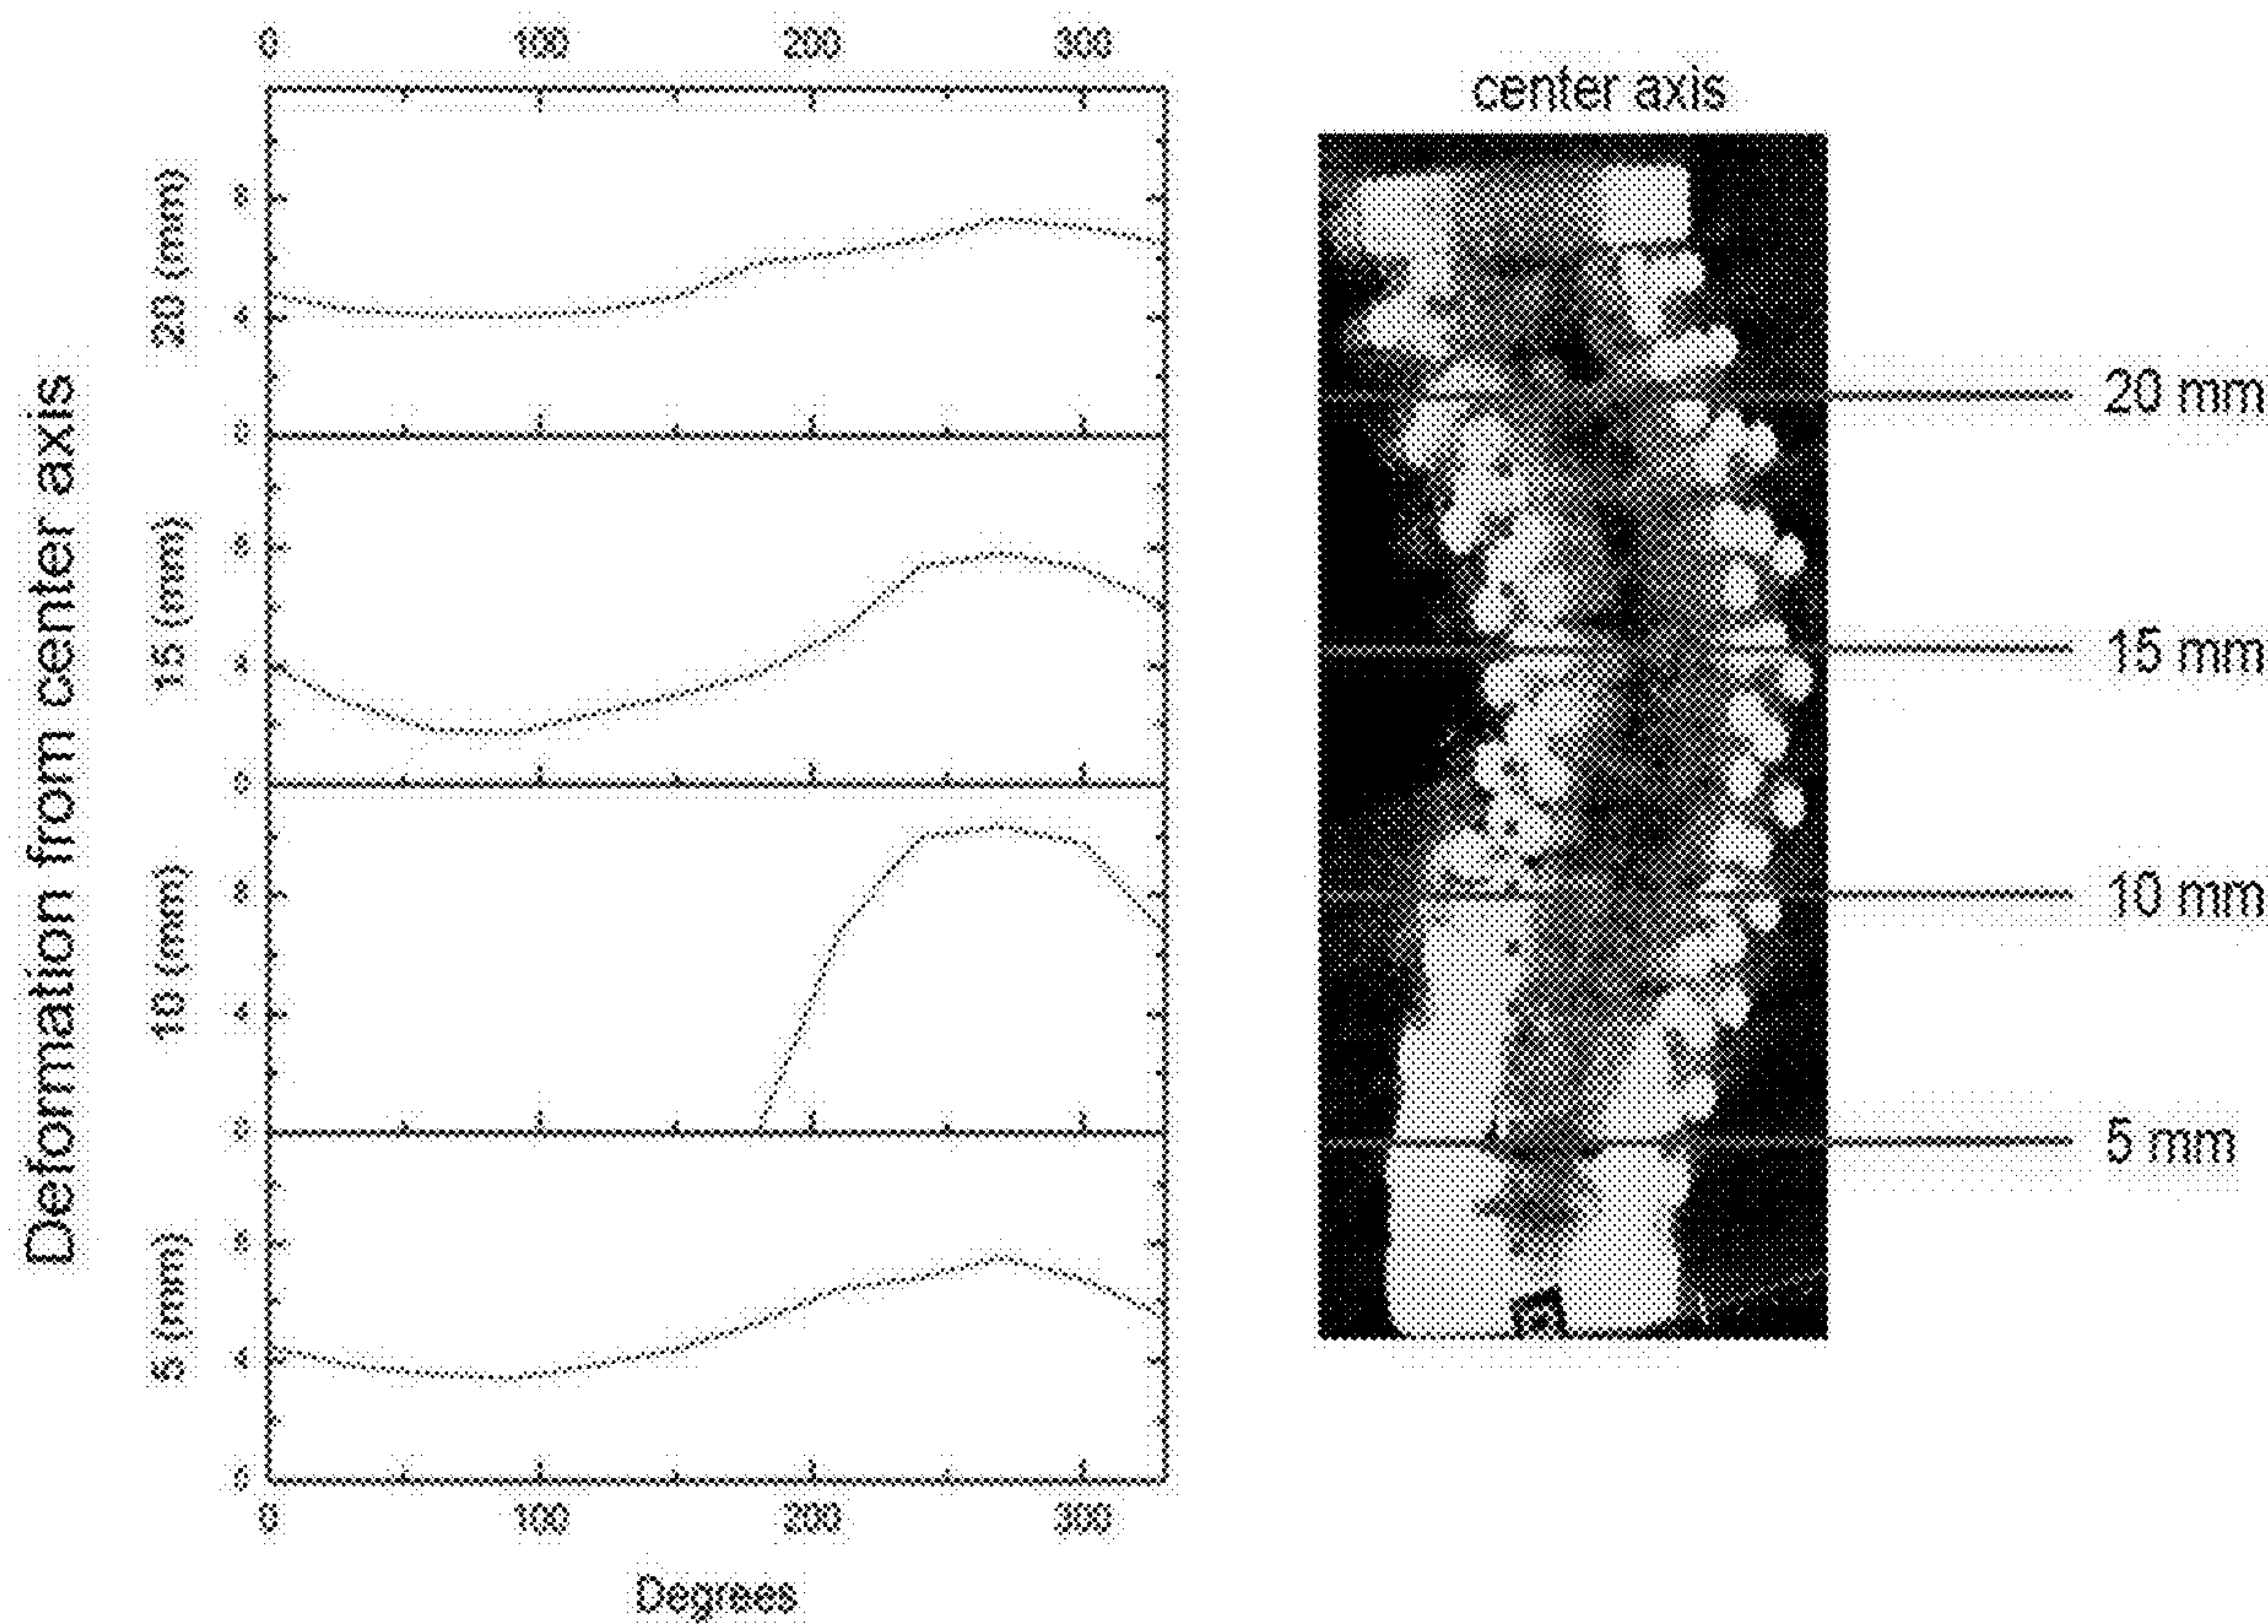 0 100 200 300
center axis
Deformation from center axis
20 (mm)
8
4
0
20 mm
15 (mm)
8
4
0
15 mm
10 (mm)
8
4
0
10 mm
5 (mm)
8
4
0
5 mm
0 100 200 300
Degrees